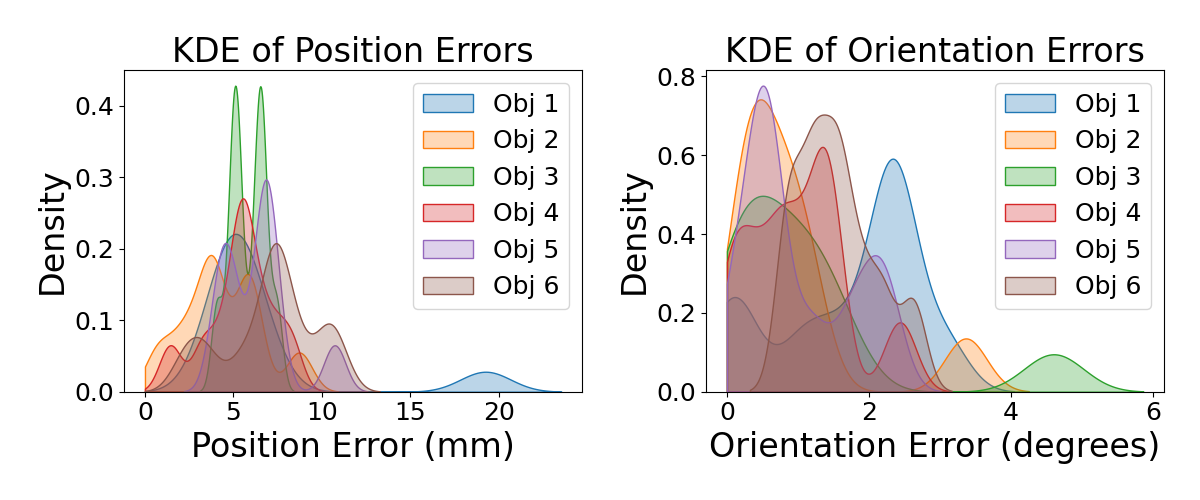 KDE of Position Errors
Density
0.4
0.3
0.2
0.1
0.0
0
5
10
15
20
Position Error (mm)
Obj 1
Obj 2
Obj 3
Obj 4
Obj 5
Obj 6
KDE of Orientation Errors
Density
0.8
0.6
0.4
0.2
0.0
0
2
4
6
Orientation Error (degrees)
Obj 1
Obj 2
Obj 3
Obj 4
Obj 5
Obj 6